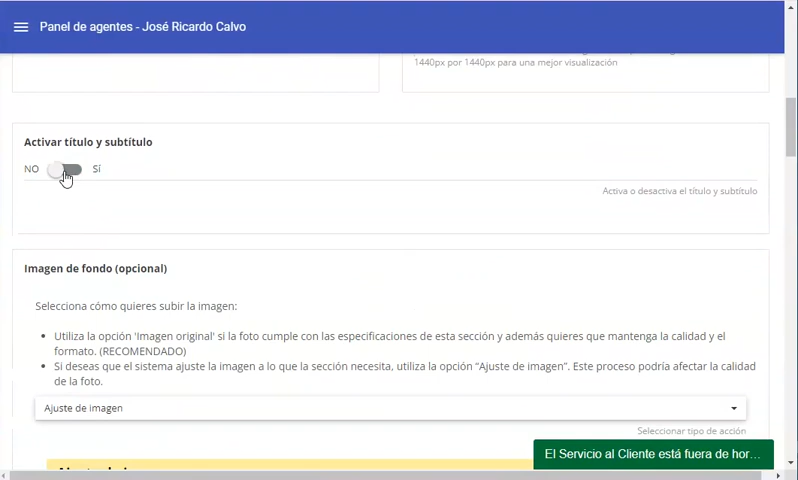 Panel de agentes - José Ricardo Calvo
1440px por 1440px para una mejor visualización
Activar título y subtítulo
NO Sí
Activa o desactiva el título y subtítulo
Imagen de fondo (opcional)
Selecciona cómo quieres subir la imagen:
• Utiliza la opción 'Imagen original' si la foto cumple con las especificaciones de esta sección y además quieres que mantenga la calidad y el
formato. (RECOMENDADO)
• Si deseas que el sistema ajuste la imagen a lo que la sección necesita, utiliza la opción “Ajuste de imagen”. Este proceso podría afectar la calidad
de la foto.
Ajuste de imagen
Seleccionar tipo de acción
El Servicio al Cliente está fuera de hor...